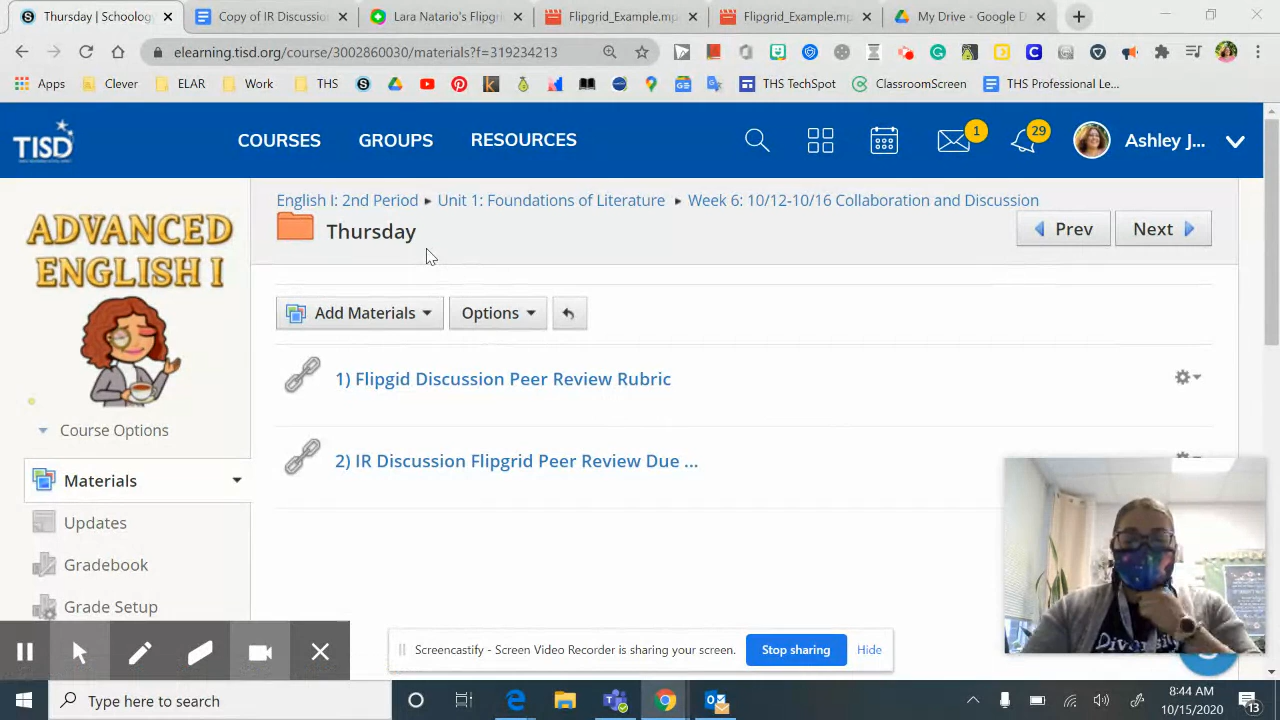 Thursday | Schoology
Copy of IR Discussion
Lara Natario's Flipgri
Flipgrid_Example.mp
Flipgrid_Example.mp
My Drive - Google D
elearning.tisd.org/course/3002860030/materials?f=319234213
Apps
Clever
ELAR
Work
THS
THS TechSpot
ClassroomScreen
THS Professional Le...
TISD
COURSES
GROUPS
RESOURCES
1
29
Ashley J...
English I: 2nd Period
Unit 1: Foundations of Literature
Week 6: 10/12-10/16 Collaboration and Discussion
Thursday
Prev
Next
ADVANCED
ENGLISH I
Add Materials
Options
1) Flipgid Discussion Peer Review Rubric
2) IR Discussion Flipgrid Peer Review Due ...
Course Options
Materials
Updates
Gradebook
Grade Setup
Diversity
Screencastify - Screen Video Recorder is sharing your screen.
Stop sharing
Hide
Type here to search
8:44 AM
10/15/2020
13